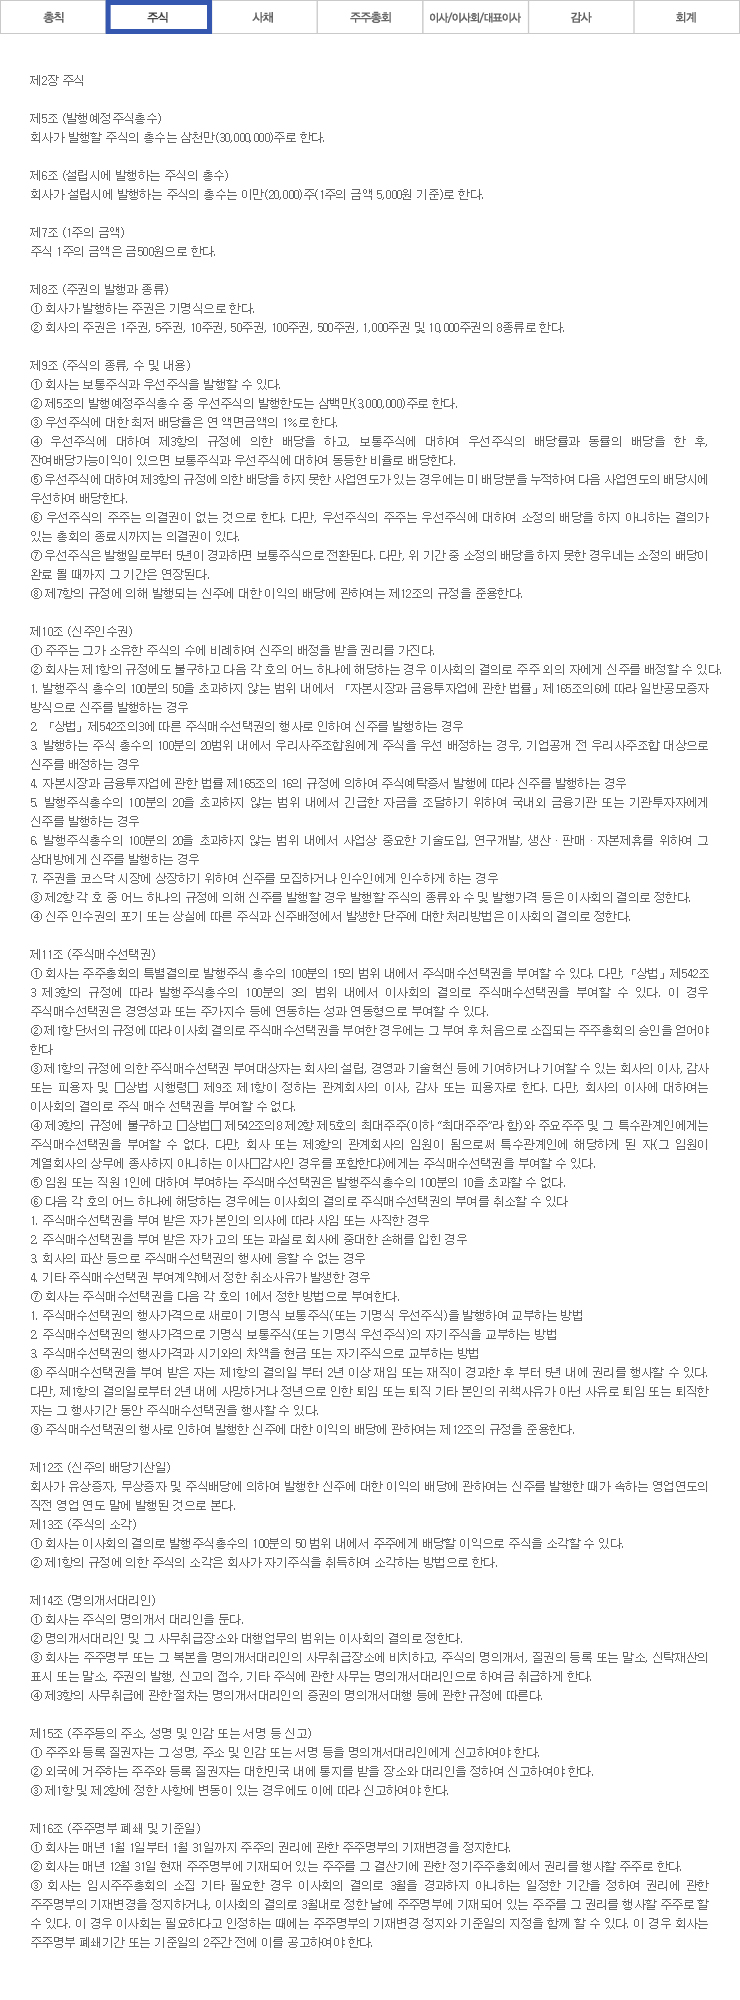 총칙
주식
사채
주주총회
이사/이사회/대표이사
감사
회계
제2장 주식
제5조 (발행예정주식총수)
회사가 발행할 주식의 총수는 삼천만(30,000,000)주로 한다.
제6조 (설립시에 발행하는 주식의 총수)
회사가 설립시에 발행하는 주식의 총수는 이만(20,000)주(1주의 금액 5,000원 기준)로 한다.
제7조 (1주의 금액)
주식 1주의 금액은 금500원으로 한다.
제8조 (주권의 발행과 종류)
① 회사가 발행하는 주권은 기명식으로 한다.
② 회사의 주권은 1주권, 5주권, 10주권, 50주권, 100주권, 500주권, 1,000주권 및 10,000주권의 8종류로 한다.
제9조 (주식의 종류, 수 및 내용)
① 회사는 보통주식과 우선주식을 발행할 수 있다.
② 제5조의 발행예정주식총수 중 우선주식의 발행한도는 삼백만(3,000,000)주로 한다.
③ 우선주식에 대한 최저 배당율은 연 액면금액의 1%로 한다.
④ 우선주식에 대하여 제3항의 규정에 의한 배당을 하고, 보통주식에 대하여 우선주식의 배당률과 동률의 배당을 한 후,
잔여배당가능이익이 있으면 보통주식과 우선주식에 대하여 동등한 비율로 배당한다.
⑤ 우선주식에 대하여 제3항의 규정에 의한 배당을 하지 못한 사업연도가 있는 경우에는 미 배당분을 누적하여 다음 사업연도의 배당시에
우선하여 배당한다.
⑥ 우선주식의 주주는 의결권이 없는 것으로 한다. 다만, 우선주식의 주주는 우선주식에 대하여 소정의 배당을 하지 아니하는 결의가
있는 총회의 종료시까지는 의결권이 있다.
⑦ 우선주식은 발행일로부터 5년이 경과하면 보통주식으로 전환된다. 다만, 위 기간 중 소정의 배당을 하지 못한 경우네는 소정의 배당이
완료 될 때까지 그 기간은 연장된다.
⑧ 제7항의 규정에 의해 발행되는 신주에 대한 이익의 배당에 관하여는 제12조의 규정을 준용한다.
제10조 (신주인수권)
① 주주는 그가 소유한 주식의 수에 비례하여 신주의 배정을 받을 권리를 가진다.
② 회사는 제1항의 규정에도 불구하고 다음 각 호의 어느 하나에 해당하는 경우 이사회의 결의로 주주 외의 자에게 신주를 배정할 수 있다.
1. 발행주식 총수의 100분의 50을 초과하지 않는 범위 내에서 「자본시장과 금융투자업에 관한 법률」제165조의6에 따라 일반공모증자
방식으로 신주를 발행하는 경우
2. 「상법」제542조의3에 따른 주식매수선택권의 행사로 인하여 신주를 발행하는 경우
3. 발행하는 주식 총수의 100분의 20범위 내에서 우리사주조합원에게 주식을 우선 배정하는 경우, 기업공개 전 우리사주조합 대상으로
신주를 배정하는 경우
4. 자본시장과 금융투자업에 관한 법률 제165조의 16의 규정에 의하여 주식예탁증서 발행에 따라 신주를 발행하는 경우
5. 발행주식총수의 100분의 20을 초과하지 않는 범위 내에서 긴급한 자금을 조달하기 위하여 국내외 금융기관 또는 기관투자자에게
신주를 발행하는 경우
6. 발행주식총수의 100분의 20을 초과하지 않는 범위 내에서 사업상 중요한 기술도입, 연구개발, 생산 · 판매 · 자본제휴를 위하여 그
상대방에게 신주를 발행하는 경우
7. 주권을 코스닥 시장에 상장하기 위하여 신주를 모집하거나 인수인에게 인수하게 하는 경우
③ 제2항 각 호 중 어느 하나의 규정에 의해 신주를 발행할 경우 발행할 주식의 종류와 수 및 발행가격 등은 이사회의 결의로 정한다.
④ 신주 인수권의 포기 또는 상실에 따른 주식과 신주배정에서 발생한 단주에 대한 처리방법은 이사회의 결의로 정한다.
제11조 (주식매수선택권)
① 회사는 주주총회의 특별결의로 발행주식 총수의 100분의 15의 범위 내에서 주식매수선택권을 부여할 수 있다. 다만, 「상법」제542조
3 제3항의 규정에 따라 발행주식총수의 100분의 3의 범위 내에서 이사회의 결의로 주식매수선택권을 부여할 수 있다. 이 경우
주식매수선택권은 경영성과 또는 주가지수 등에 연동하는 성과 연동형으로 부여할 수 있다.
② 제1항 단서의 규정에 따라 이사회 결의로 주식매수선택권을 부여한 경우에는 그 부여 후 처음으로 소집되는 주주총회의 승인을 얻어야
한다
③ 제1항의 규정에 의한 주식매수선택권 부여대상자는 회사의 설립, 경영과 기술혁신 등에 기여하거나 기여할 수 있는 회사의 이사, 감사
또는 피용자 및 □상법 시행령□ 제9조 제1항이 정하는 관계회사의 이사, 감사 또는 피용자로 한다. 다만, 회사의 이사에 대하여는
이사회의 결의로 주식 매수 선택권을 부여할 수 없다.
④ 제3항의 규정에 불구하고 □상법□ 제542조의8 제2항 제5호의 최대주주(이하 "최대주주"라 함)와 주요주주 및 그 특수관계인에게는
주식매수선택권을 부여할 수 없다. 다만, 회사 또는 제3항의 관계회사의 임원이 됨으로써 특수관계인에 해당하게 된 자(그 임원이
계열회사의 상무에 종사하지 아니하는 이사□감사인 경우를 포함한다)에게는 주식매수선택권을 부여할 수 있다.
⑤ 임원 또는 직원 1인에 대하여 부여하는 주식매수선택권은 발행주식총수의 100분의 10을 초과할 수 없다.
⑥ 다음 각 호의 어느 하나에 해당하는 경우에는 이사회의 결의로 주식매수선택권의 부여를 취소할 수 있다
1. 주식매수선택권을 부여 받은 자가 본인의 의사에 따라 사임 또는 사직한 경우
2. 주식매수선택권을 부여 받은 자가 고의 또는 과실로 회사에 중대한 손해를 입힌 경우
3. 회사의 파산 등으로 주식매수선택권의 행사에 응할 수 없는 경우
4. 기타 주식매수선택권 부여계약에서 정한 취소사유가 발생한 경우
⑦ 회사는 주식매수선택권을 다음 각 호의 1에서 정한 방법으로 부여한다.
1. 주식매수선택권의 행사가격으로 새로이 기명식 보통주식(또는 기명식 우선주식)을 발행하여 교부하는 방법
2. 주식매수선택권의 행사가격으로 기명식 보통주식(또는 기명식 우선주식)의 자기주식을 교부하는 방법
3. 주식매수선택권의 행사가격과 시기와의 차액을 현금 또는 자기주식으로 교부하는 방법
⑧ 주식매수선택권을 부여 받은 자는 제1항의 결의일 부터 2년 이상 재임 또는 재직이 경과한 후 부터 5년 내에 권리를 행사할 수 있다.
다만, 제1항의 결의일로부터 2년 내에 사망하거나 정년으로 인한 퇴임 또는 퇴직 기타 본인의 귀책사유가 아닌 사유로 퇴임 또는 퇴직한
자는 그 행사기간 동안 주식매수선택권을 행사할 수 있다.
⑨ 주식매수선택권의 행사로 인하여 발행한 신주에 대한 이익의 배당에 관하여는 제12조의 규정을 준용한다.
제12조 (신주의 배당기산일)
회사가 유상증자, 무상증자 및 주식배당에 의하여 발행한 신주에 대한 이익의 배당에 관하여는 신주를 발행한 때가 속하는 영업연도의
직전 영업 연도 말에 발행된 것으로 본다.
제13조 (주식의 소각)
① 회사는 이사회의 결의로 발행주식총수의 100분의 50 범위 내에서 주주에게 배당할 이익으로 주식을 소각할 수 있다.
② 제1항의 규정에 의한 주식의 소각은 회사가 자기주식을 취득하여 소각하는 방법으로 한다.
제14조 (명의개서대리인)
① 회사는 주식의 명의개서 대리인을 둔다.
② 명의개서대리인 및 그 사무취급장소와 대행업무의 범위는 이사회의 결의로 정한다.
③ 회사는 주주명부 또는 그 복본을 명의개서대리인의 사무취급장소에 비치하고, 주식의 명의개서, 질권의 등록 또는 말소, 신탁재산의
표시 또는 말소, 주권의 발행, 신고의 접수, 기타 주식에 관한 사무는 명의개서대리인으로 하여금 취급하게 한다.
④ 제3항의 사무취급에 관한 절차는 명의개서대리인의 증권의 명의개서대행 등에 관한 규정에 따른다.
제15조 (주주등의 주소, 성명 및 인감 또는 서명 등 신고)
① 주주와 등록 질권자는 그 성명, 주소 및 인감 또는 서명 등을 명의개서대리인에게 신고하여야 한다.
② 외국에 거주하는 주주와 등록 질권자는 대한민국 내에 통지를 받을 장소와 대리인을 정하여 신고하여야 한다.
③ 제1항 및 제2항에 정한 사항에 변동이 있는 경우에도 이에 따라 신고하여야 한다.
제16조 (주주명부 폐쇄 및 기준일)
① 회사는 매년 1월 1일부터 1월 31일까지 주주의 권리에 관한 주주명부의 기재변경을 정지한다.
② 회사는 매년 12월 31일 현재 주주명부에 기재되어 있는 주주를 그 결산기에 관한 정기주주총회에서 권리를 행사할 주주로 한다.
③ 회사는 임시주주총회의 소집 기타 필요한 경우 이사회의 결의로 3월을 경과하지 아니하는 일정한 기간을 정하여 권리에 관한
주주명부의 기재변경을 정지하거나, 이사회의 결의로 3월내로 정한 날에 주주명부에 기재되어 있는 주주를 그 권리를 행사할 주주로 할
수 있다. 이 경우 이사회는 필요하다고 인정하는 때에는 주주명부의 기재변경 정지와 기준일의 지정을 함께 할 수 있다. 이 경우 회사는
주주명부 폐쇄기간 또는 기준일의 2주간 전에 이를 공고하여야 한다.